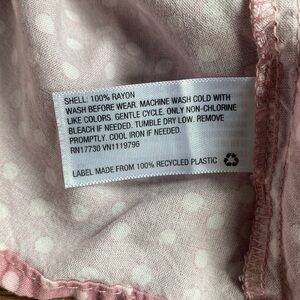 SHELL: 100% RAYON
WASH BEFORE WEAR. MACHINE WASH COLD WITH
LIKE COLORS. GENTLE CYCLE. ONLY NON-CHLORINE
BLEACH IF NEEDED. TUMBLE DRY LOW. REMOVE
PROMPTLY. COOL IRON IF NEEDED.
RN17730 VN1119796
LABEL MADE FROM 100% RECYCLED PLASTIC